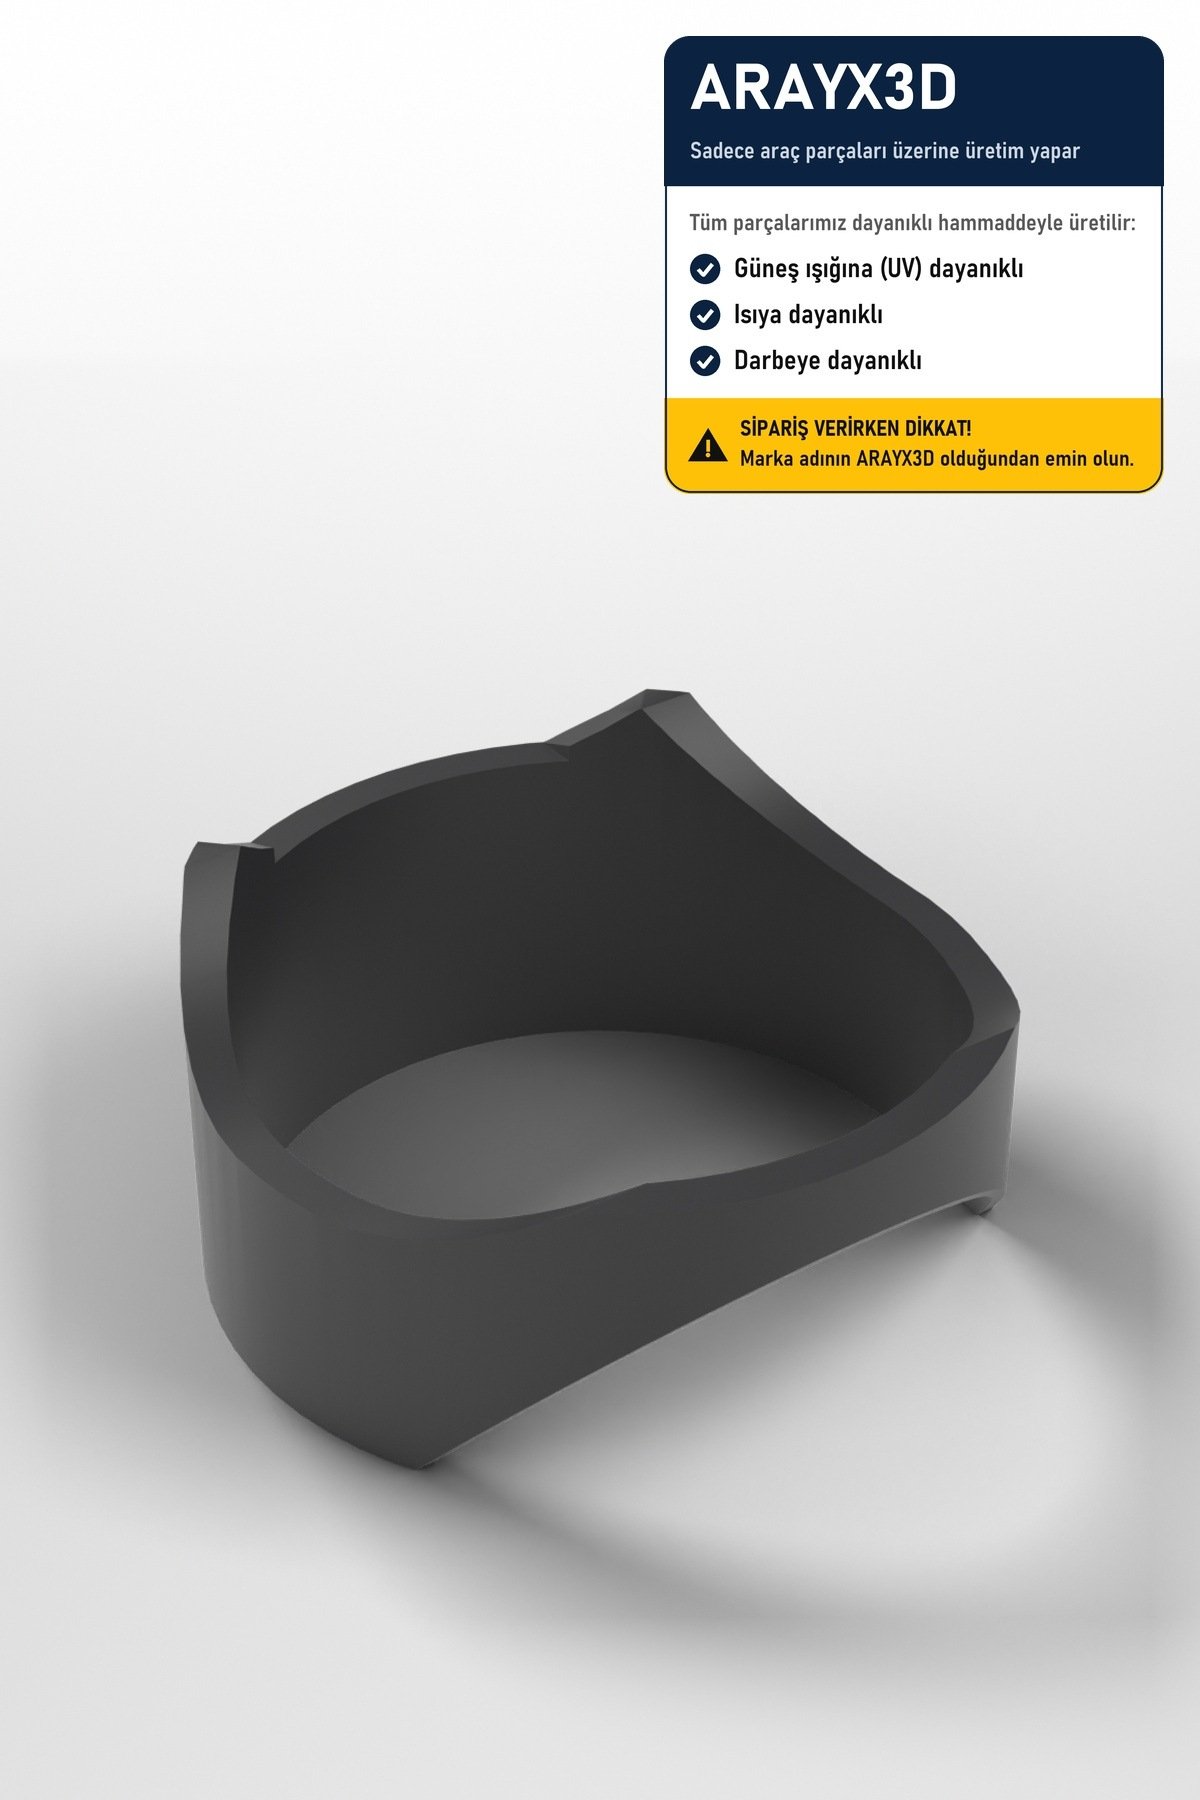 ARAYX3D
Sadece araç parçaları üzerine üretim yapar
Tüm parçalarımız dayanıklı hammaddeyle üretilir:
Güneş ışığına (UV) dayanıklı
Isıya dayanıklı
Darbeye dayanıklı
SİPARİŞ VERİRKEN DİKKAT!
Marka adının ARAYX3D olduğundan emin olun.